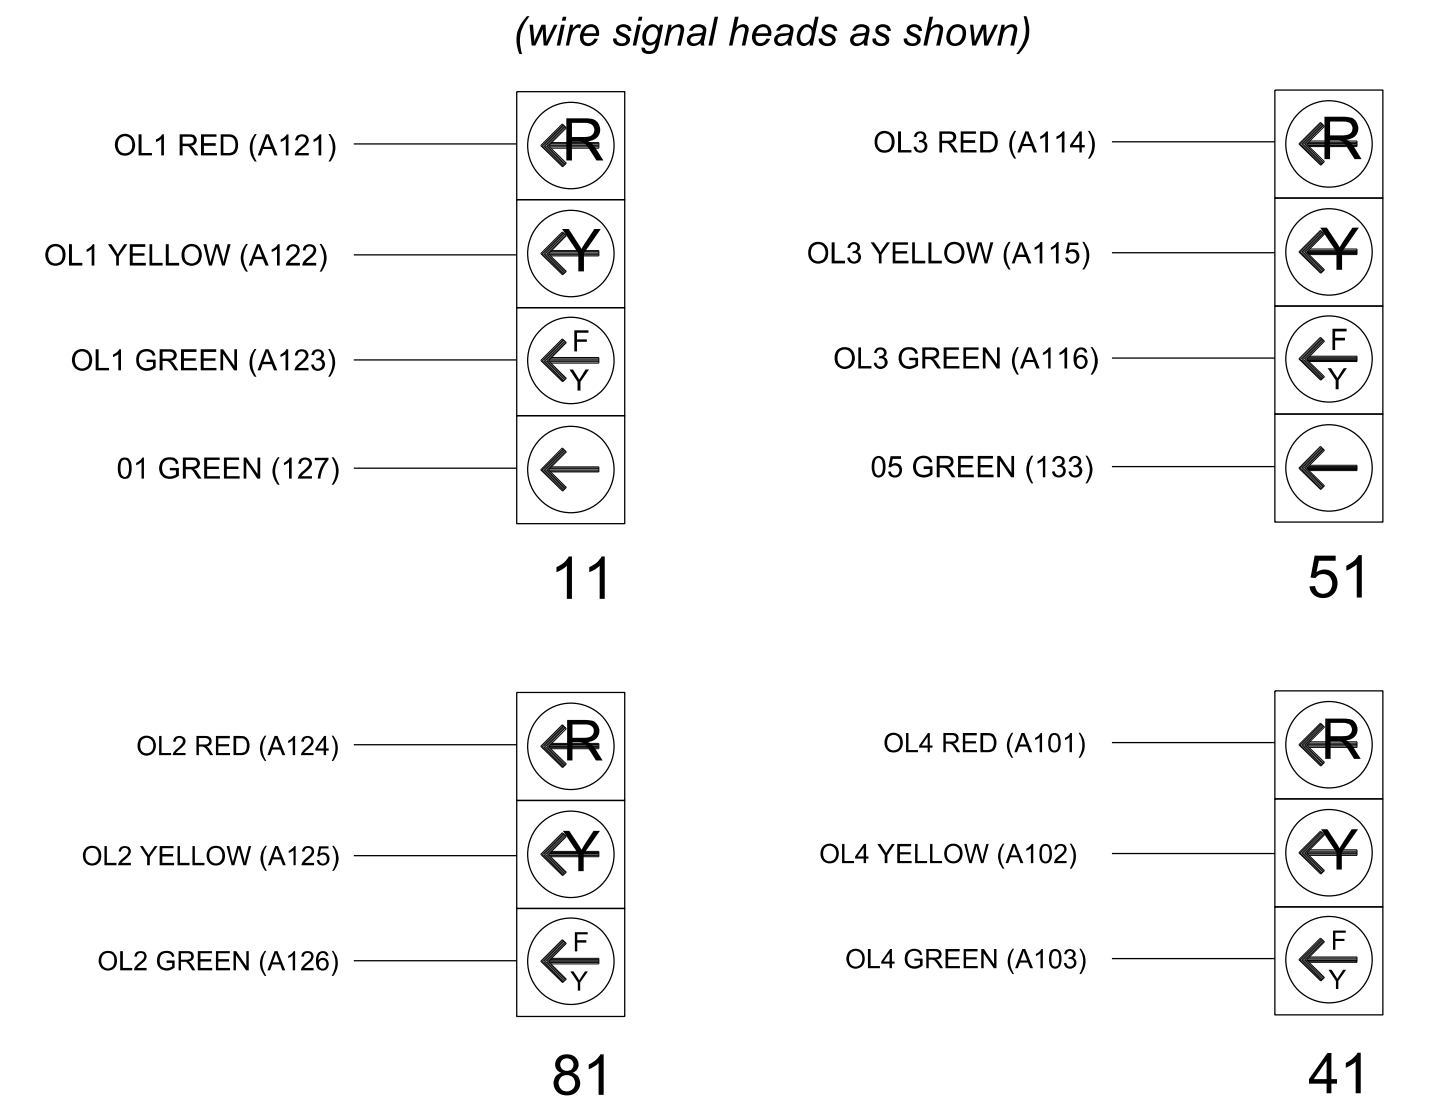 (wire signal heads as shown)
OL1 RED (A121)
R
OL1 YELLOW (A122)
Y
OL1 GREEN (A123)
F
Y
01 GREEN (127)
11
OL3 RED (A114)
R
OL3 YELLOW (A115)
Y
OL3 GREEN (A116)
F
Y
05 GREEN (133)
51
OL2 RED (A124)
R
OL2 YELLOW (A125)
Y
OL2 GREEN (A126)
F
Y
81
OL4 RED (A101)
R
OL4 YELLOW (A102)
Y
OL4 GREEN (A103)
F
Y
41